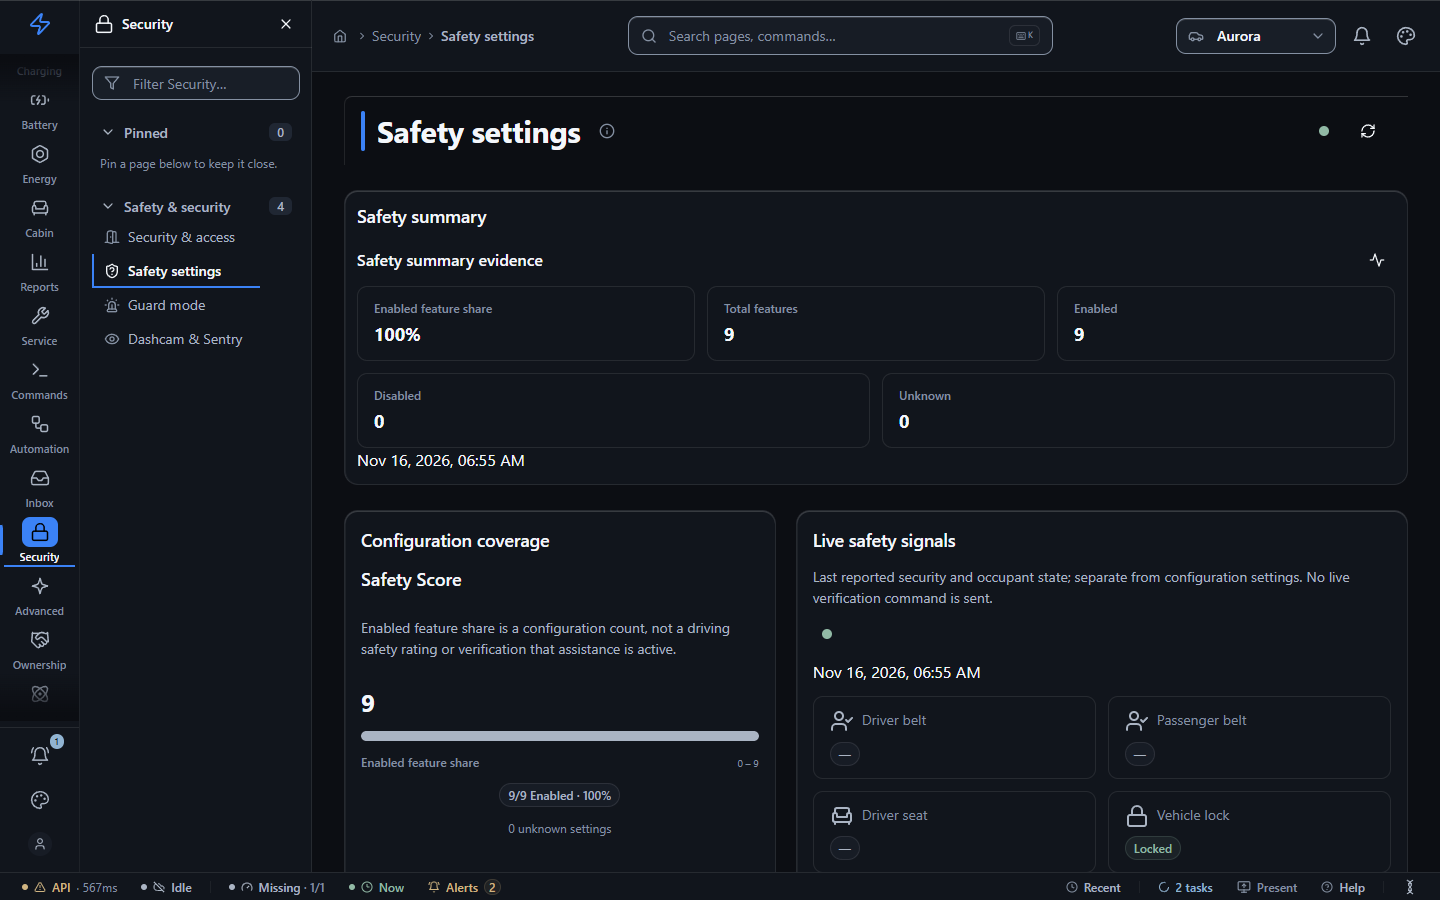 Charging
Battery
Energy
Cabin
Reports
Service
Commands
Automation
Inbox
Security
Advanced
Ownership
1
Security
Filter Security...
Pinned 0
Pin a page below to keep it close.
Safety & security 4
Security & access
Safety settings
Guard mode
Dashcam & Sentry
Security
Safety settings
Search pages, commands...
K
Aurora
Safety settings
Safety summary
Safety summary evidence
Enabled feature share
100%
Total features
9
Enabled
9
Disabled
0
Unknown
0
Nov 16, 2026, 06:55 AM
Configuration coverage
Safety Score
Enabled feature share is a configuration count, not a driving
safety rating or verification that assistance is active.
9
Enabled feature share
0 – 9
9/9 Enabled · 100%
0 unknown settings
Live safety signals
Last reported security and occupant state; separate from configuration settings. No live
verification command is sent.
Nov 16, 2026, 06:55 AM
Driver belt
—
Passenger belt
—
Driver seat
—
Vehicle lock
Locked
API · 567ms
Idle
Missing · 1/1
Now
Alerts 2
Recent
2 tasks
Present
Help